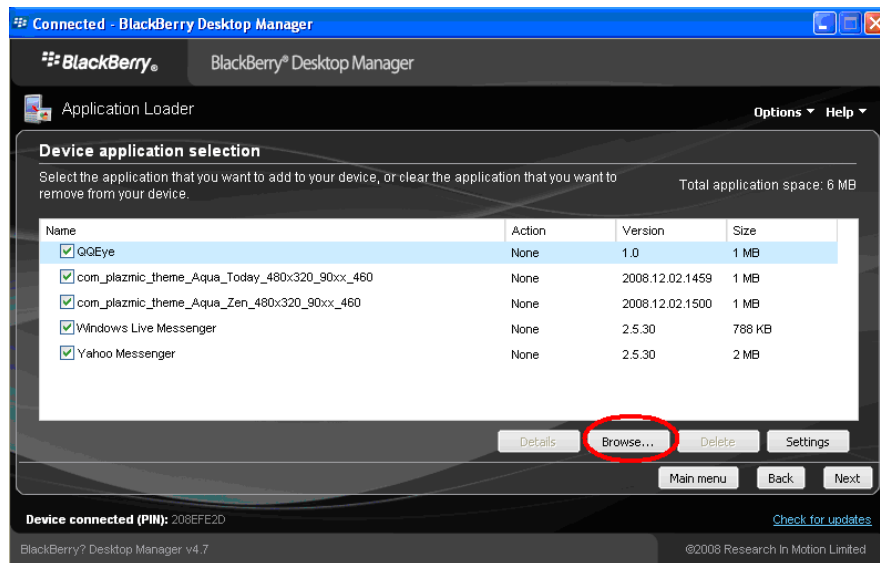 Connected - BlackBerry Desktop Manager
BlackBerry® BlackBerry® Desktop Manager
Application Loader
Options Help
Device application selection
Select the application that you want to add to your device, or clear the application that you want to
remove from your device.
Total application space: 6 MB
Name Action Version Size
QQEye None 1.0 1 MB
com_plazmic_theme_Aqua_Today_480x320_90xx_460 None 2008.12.02.1459 1 MB
com_plazmic_theme_Aqua_Zen_480x320_90xx_460 None 2008.12.02.1500 1 MB
Windows Live Messenger None 2.5.30 788 KB
Yahoo Messenger None 2.5.30 2 MB
Details Browse... Delete Settings
Main menu Back Next
Device connected (PIN): 208EFE2D Check for updates
BlackBerry? Desktop Manager v4.7 ©2008 Research In Motion Limited